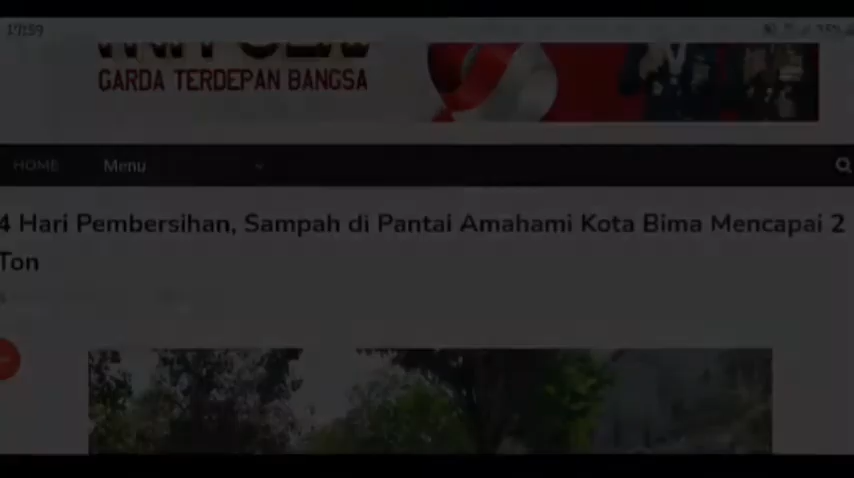 GARDA TERDEPAN BANGSA
HOME Menu
4 Hari Pembersihan, Sampah di Pantai Amahami Kota Bima Mencapai 2
Ton